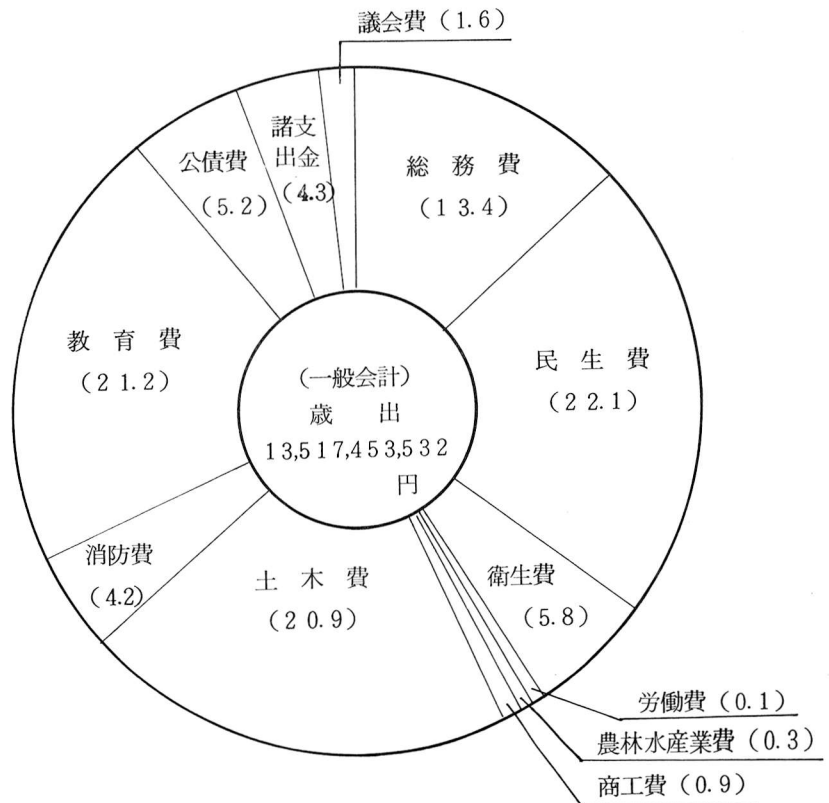 議会費(1.6)
総務費
(13.4)
民生費
(22.1)
衛生費
(5.8)
労働費(0.1)
農林水産業費(0.3)
商工費(0.9)
土木費
(20.9)
消防費
(4.2)
教育費
(21.2)
公債費
(5.2)
諸支
出金
(4.3)
(一般会計)
歳出
13,517,453,532
円